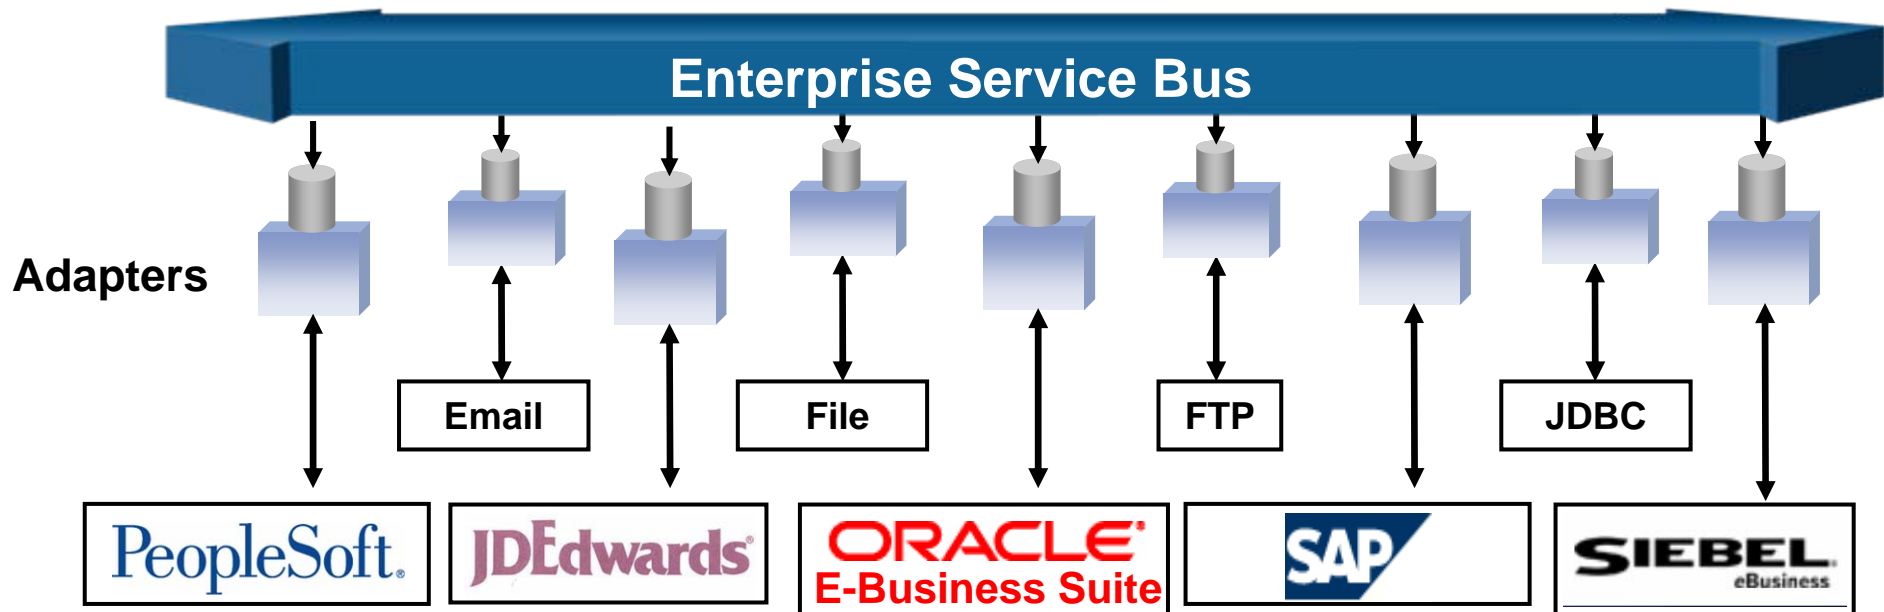 Enterprise Service Bus
Adapters
Email
File
FTP
JDBC
PeopleSoft.
JDEdwards®
ORACLE®
E-Business Suite
SAP
SIEBEL.
eBusiness